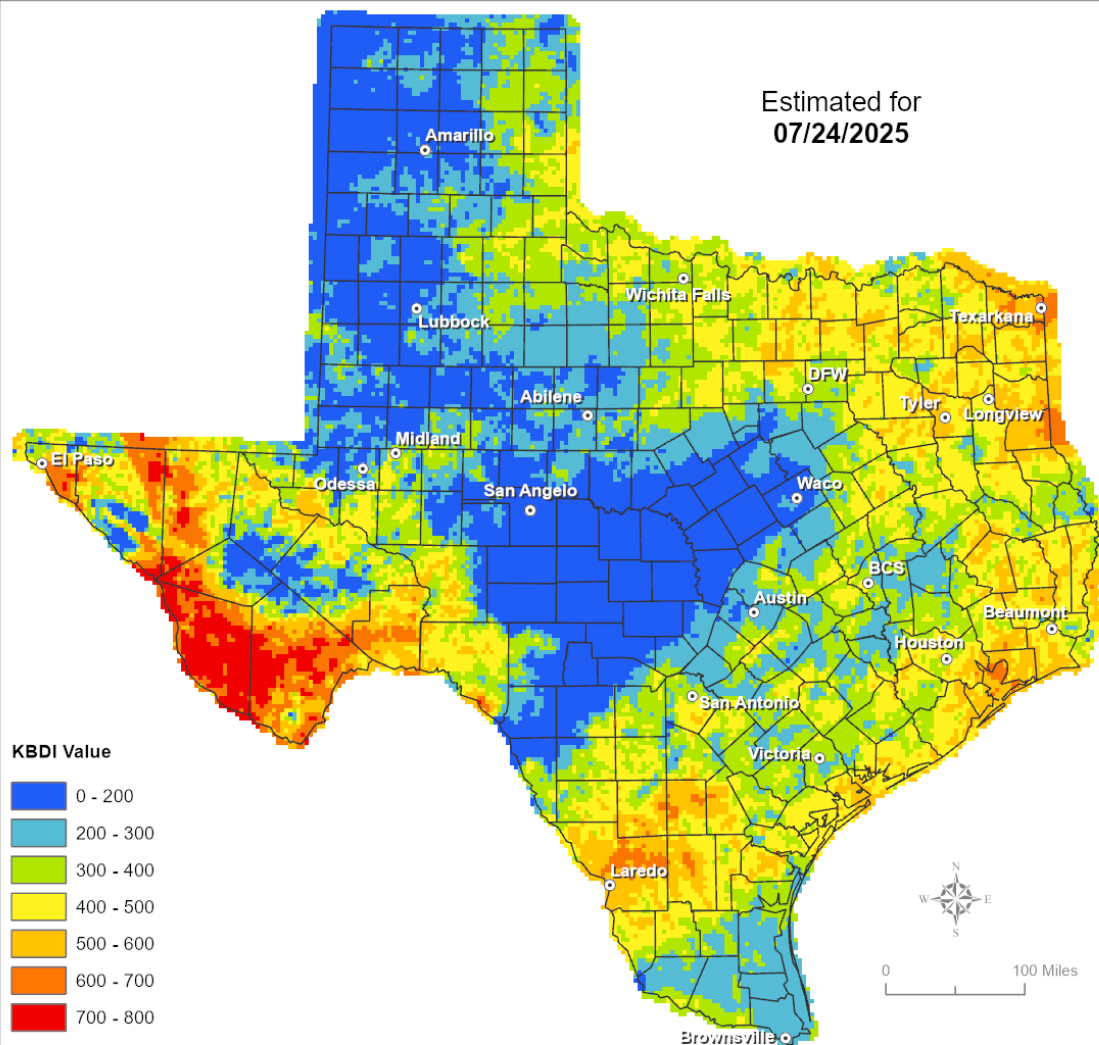 Estimated for
07/24/2025
Amarillo
Wichita Falls
Lubbock
Texarkana
DFW
Abilene
Tyler
Longview
Midland
El Paso
Odessa
San Angelo
Waco
BCS
Austin
Beaumont
Houston
San Antonio
Victoria
Laredo
Brownsville
KBDI Value
0 - 200
200 - 300
300 - 400
400 - 500
500 - 600
600 - 700
700 - 800
N
W E
S
0 100 Miles